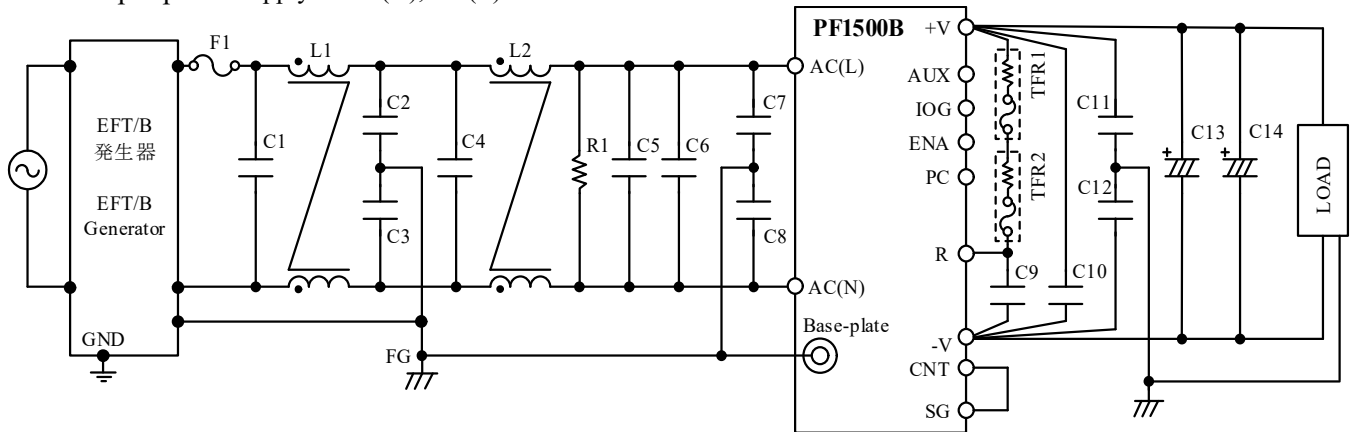 F1
L1
L2
PF1500B
+V
AC(L)
AUX
IOG
ENA
PC
R
TFR1
TFR2
C1
C2
C3
C4
R1
C5
C6
C7
C8
C9
C10
C11
C12
C13
+
C14
+
LOAD
EFT/B
発生器
EFT/B
Generator
AC(N)
Base-plate
-V
CNT
SG
GND
FG